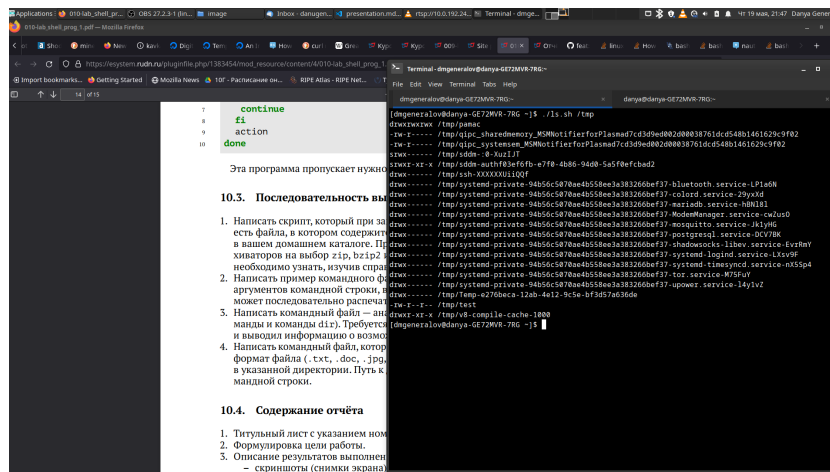 Applications
010-lab_shell_pr...
OBS 27.2.3-1 (lin...
image
Inbox - danugen...
presentation.md...
rtsp://10.0.192.24...
Terminal - dmge...
Чт 19 мая, 21:47 Danya Gener
010-lab_shell_prog_1.pdf — Mozilla Firefox
https://esystem.rudn.ru/pluginfile.php/1383454/mod_resource/content/4/010-lab_shell_prog_1.
Import bookmarks...
Getting Started
Mozilla News
10Г - Расписание он...
RIPE Atlas - RIPE Net...
14 of 15
7 continue
8 fi
9 action
10 done
Эта программа пропускает нужно
10.3. Последовательность вы
1. Написать скрипт, который при за
есть файла, в котором содержит
в вашем домашнем каталоге. Пр
хиваторов на выбор zip, bzip2 и
необходимо узнать, изучив спра
2. Написать пример командного фа
аргументов командной строки, в
может последовательно распечат
3. Написать командный файл — ана
манды и команды dir). Требуется
и выводил информацию о возмо
4. Написать командный файл, котор
формат файла (.txt, .doc, .jpg,
в указанной директории. Путь к
мандной строки.
10.4. Содержание отчёта
1. Титульный лист с указанием ном
2. Формулировка цели работы.
3. Описание результатов выполнен
– скриншоты (снимки экрана)
Terminal - dmgeneralov@danya-GE72MVR-7RG:~
File Edit View Terminal Tabs Help
dmgeneralov@danya-GE72MVR-7RG:~
danya@danya-GE72MVR-7RG:~
[dmgeneralov@danya-GE72MVR-7RG ~]$ ./ls.sh /tmp
drwxrwxrwx /tmp/pamac
-rw-r----- /tmp/qipc_sharedmemory_MSMNotifierforPlasmad7cd3d9ed002d00038761dcd548b1461629c9f02
-rw-r----- /tmp/qipc_systemsem_MSMNotifierforPlasmad7cd3d9ed002d00038761dcd548b1461629c9f02
srwx------ /tmp/sddm-:0-XuzIJT
srwxr-xr-x /tmp/sddm-authf03ef6fb-e7f0-4b86-94d0-5a5f0efcbad2
drwx------ /tmp/ssh-XXXXXXUiiQQf
drwx------ /tmp/systemd-private-94b56c5070ae4b558ee3a383266bef37-bluetooth.service-LP1a6N
drwx------ /tmp/systemd-private-94b56c5070ae4b558ee3a383266bef37-colord.service-29yxXd
drwx------ /tmp/systemd-private-94b56c5070ae4b558ee3a383266bef37-mariadb.service-hBNl8l
drwx------ /tmp/systemd-private-94b56c5070ae4b558ee3a383266bef37-ModemManager.service-cwZusO
drwx------ /tmp/systemd-private-94b56c5070ae4b558ee3a383266bef37-mosquitto.service-Jk1yHG
drwx------ /tmp/systemd-private-94b56c5070ae4b558ee3a383266bef37-postgresql.service-DCV7BK
drwx------ /tmp/systemd-private-94b56c5070ae4b558ee3a383266bef37-shadowsocks-libev.service-EvrRmY
drwx------ /tmp/systemd-private-94b56c5070ae4b558ee3a383266bef37-systemd-logind.service-LXsv9F
drwx------ /tmp/systemd-private-94b56c5070ae4b558ee3a383266bef37-systemd-timesyncd.service-nX5Sp4
drwx------ /tmp/systemd-private-94b56c5070ae4b558ee3a383266bef37-tor.service-M75FuY
drwx------ /tmp/systemd-private-94b56c5070ae4b558ee3a383266bef37-upower.service-l4y1vZ
drwx------ /tmp/Temp-e276beca-12ab-4e12-9c5e-bf3d57a636de
-rw-r--r-- /tmp/test
drwxr-xr-x /tmp/v8-compile-cache-1000
[dmgeneralov@danya-GE72MVR-7RG ~]$